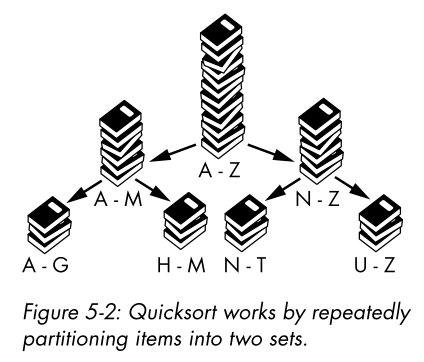 A - Z
A - M
N - Z
A - G
H - M
N - T
U - Z
Figure 5-2: Quicksort works by repeatedly
partitioning items into two sets.